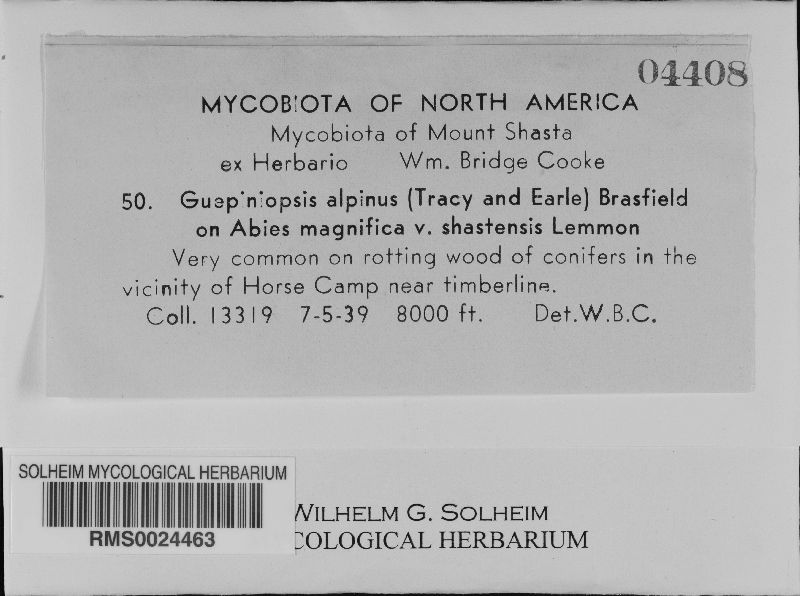 04408
MYCOBIOTA OF NORTH AMERICA
Mycobiota of Mount Shasta
ex Herbario Wm. Bridge Cooke
50. Guepiniopsis alpinus (Tracy and Earle) Brasfield
on Abies magnifica v. shastensis Lemmon
Very common on rotting wood of conifers in the
vicinity of Horse Camp near timberline.
Coll. 13319 7-5-39 8000 ft. Det.W.B.C.
SOLHEIM MYCOLOGICAL HERBARIUM
RMS0024463
WILHELM G. SOLHEIM
COLOGICAL HERBARIUM